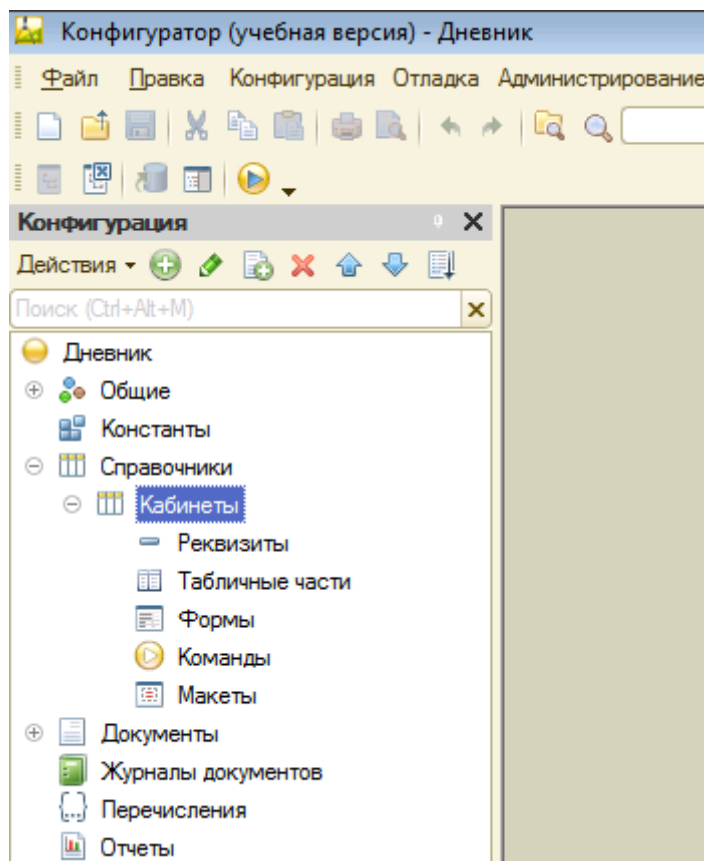 Конфигуратор (учебная версия) - Дневник
Файл Правка Конфигурация Отладка Администрирование
Конфигурация
Действия
Поиск (Ctrl+Alt+M)
Дневник
Общие
Константы
Справочники
Кабинеты
Реквизиты
Табличные части
Формы
Команды
Макеты
Документы
Журналы документов
Перечисления
Отчеты